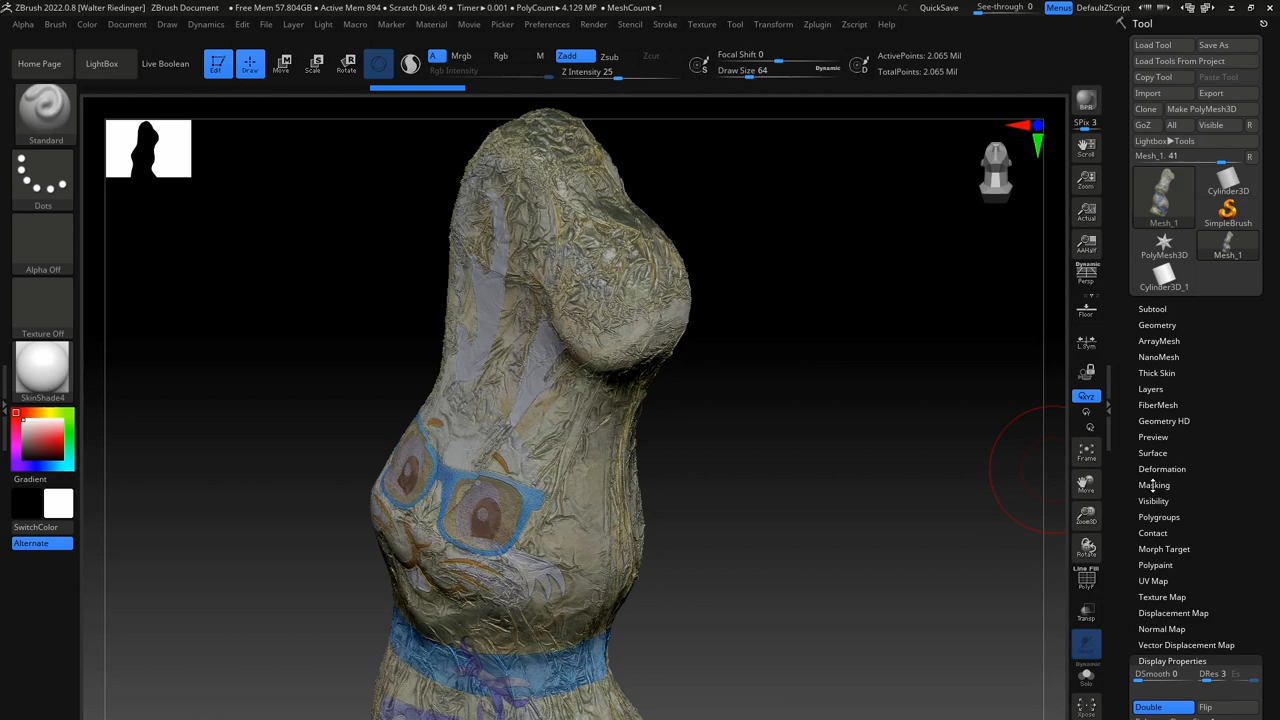 ZBrush 2022.0.8 [Walter Riedinger] ZBrush Document • Free Mem 57.804GB • Active Mem 894 • Scratch Disk 49 • Timer▶0.001 • PolyCount▶4.129 MP • MeshCount▶1 AC QuickSave See-through 0 Menus DefaultZScript
Alpha Brush Color Document Draw Dynamics Edit File Layer Light Macro Marker Material Movie Picker Preferences Render Stencil Stroke Texture Tool Transform Zplugin Zscript Help
Home Page LightBox Live Boolean Edit Draw Move Scale Rotate A Mrgb Rgb M Zadd Zsub Zcut
Rgb Intensity Z Intensity 25
Focal Shift 0
Draw Size 64 Dynamic
S D
ActivePoints: 2.065 Mil
TotalPoints: 2.065 Mil
Standard
Dots
Alpha Off
Texture Off
SkinShade4
Gradient
SwitchColor
Alternate
BPR
SPix 3
Scroll
Zoom
Actual
AAHalf
Dynamic
Persp
Floor
L.Sym
XYZ
Frame
Move
Zoom3D
Rotate
Line Fill
PolyF
Transp
Dynamic
Solo
Xpose
Tool
Load Tool Save As
Load Tools From Project
Copy Tool Paste Tool
Import Export
Clone Make PolyMesh3D
GoZ All Visible R
Lightbox▶Tools
Mesh_1. 41 R
Mesh_1 Cylinder3D
SimpleBrush
PolyMesh3D Mesh_1
Cylinder3D_1
Subtool
Geometry
ArrayMesh
NanoMesh
Thick Skin
Layers
FiberMesh
Geometry HD
Preview
Surface
Deformation
Masking
Visibility
Polygroups
Contact
Morph Target
Polypaint
UV Map
Texture Map
Displacement Map
Normal Map
Vector Displacement Map
Display Properties
DSmooth 0 DRes 3 Es
Double Flip